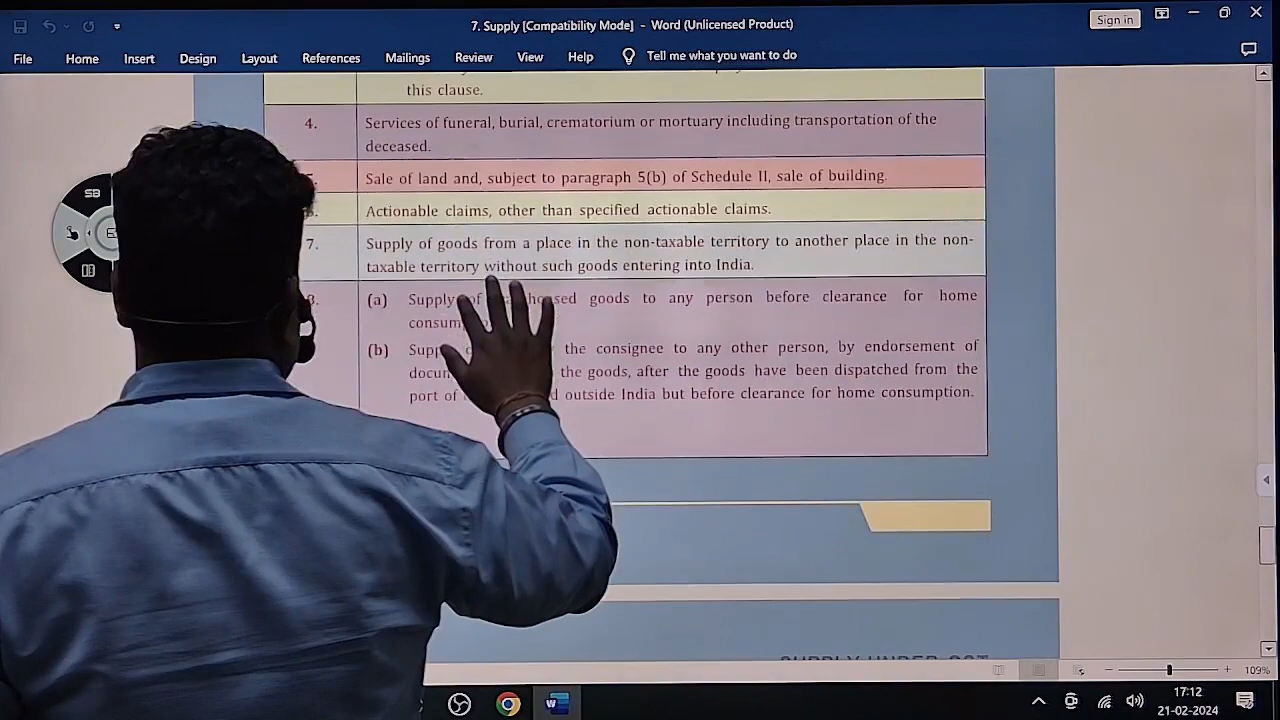 7. Supply [Compatibility Mode] - Word (Unlicensed Product)
Sign in
File Home Insert Design Layout References Mailings Review View Help Tell me what you want to do
this clause.
4. Services of funeral, burial, crematorium or mortuary including transportation of the
deceased.
Sale of land and, subject to paragraph 5(b) of Schedule II, sale of building.
Actionable claims, other than specified actionable claims.
7. Supply of goods from a place in the non-taxable territory to another place in the non-
taxable territory without such goods entering into India.
(a) Supply of goods to any person before clearance for home
(b) the consignee to any other person, by endorsement of
the goods, after the goods have been dispatched from the
port of outside India but before clearance for home consumption.
109%
17:12
21-02-2024